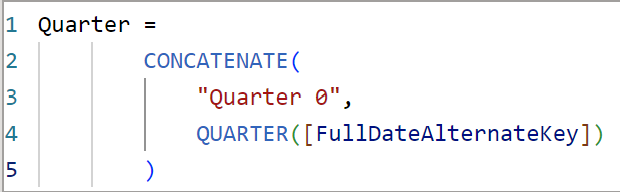 1 Quarter =
2 CONCATENATE(
3 "Quarter 0",
4 QUARTER([FullDateAlternateKey])
5 )